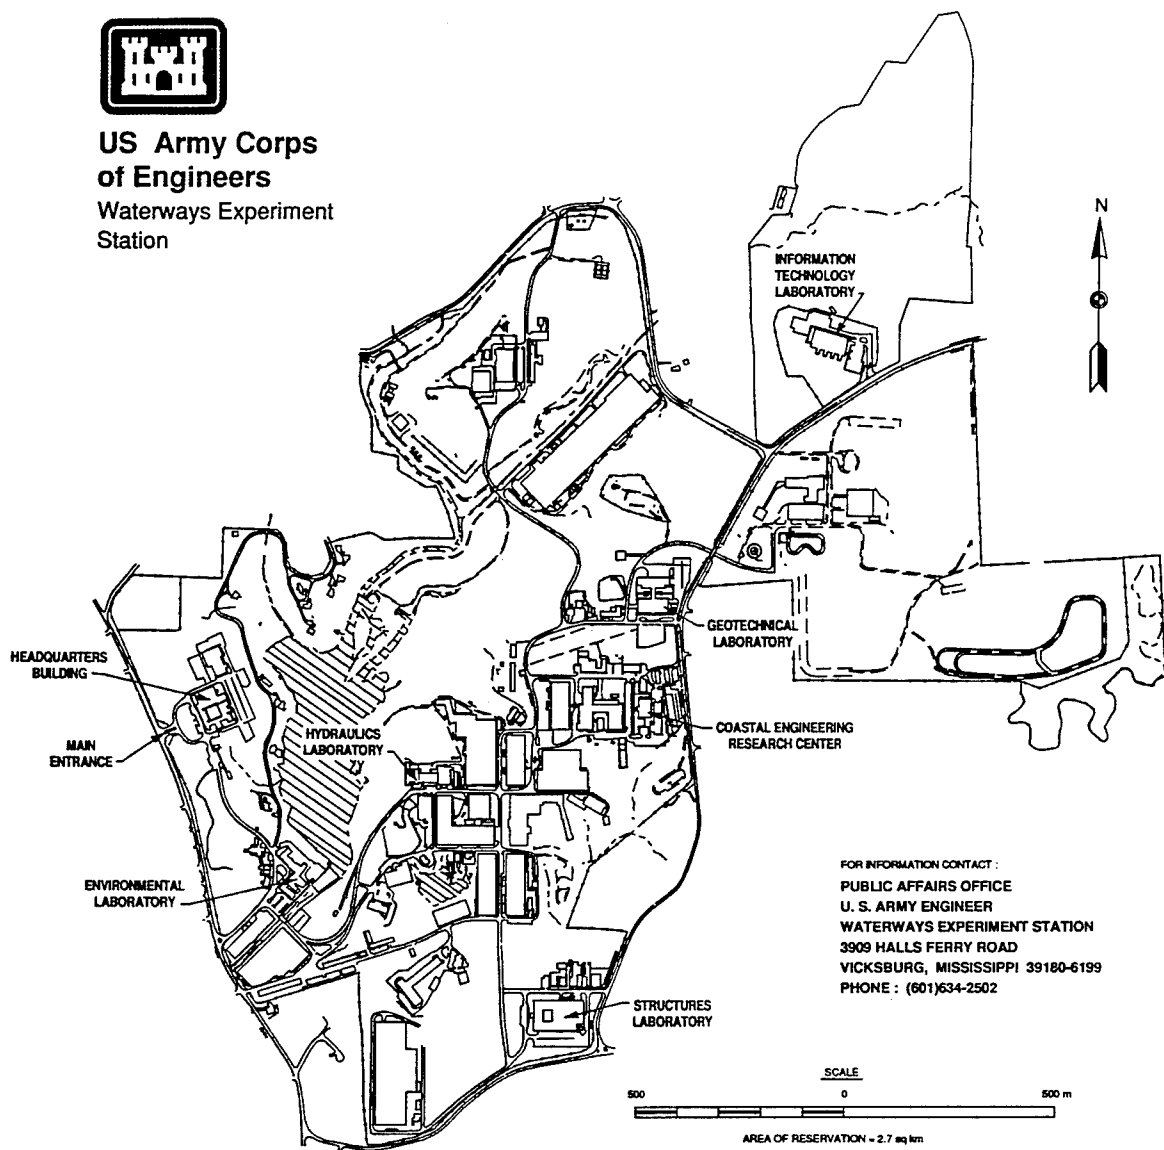 US Army Corps
of Engineers
Waterways Experiment
Station
N
INFORMATION
TECHNOLOGY
LABORATORY
GEOTECHNICAL
LABORATORY
HEADQUARTERS
BUILDING
MAIN
ENTRANCE
HYDRAULICS
LABORATORY
COASTAL ENGINEERING
RESEARCH CENTER
ENVIRONMENTAL
LABORATORY
STRUCTURES
LABORATORY
FOR INFORMATION CONTACT :
PUBLIC AFFAIRS OFFICE
U. S. ARMY ENGINEER
WATERWAYS EXPERIMENT STATION
3909 HALLS FERRY ROAD
VICKSBURG, MISSISSIPPI 39180-6199
PHONE : (601)634-2502
SCALE
500 0 500 m
AREA OF RESERVATION = 2.7 sq km